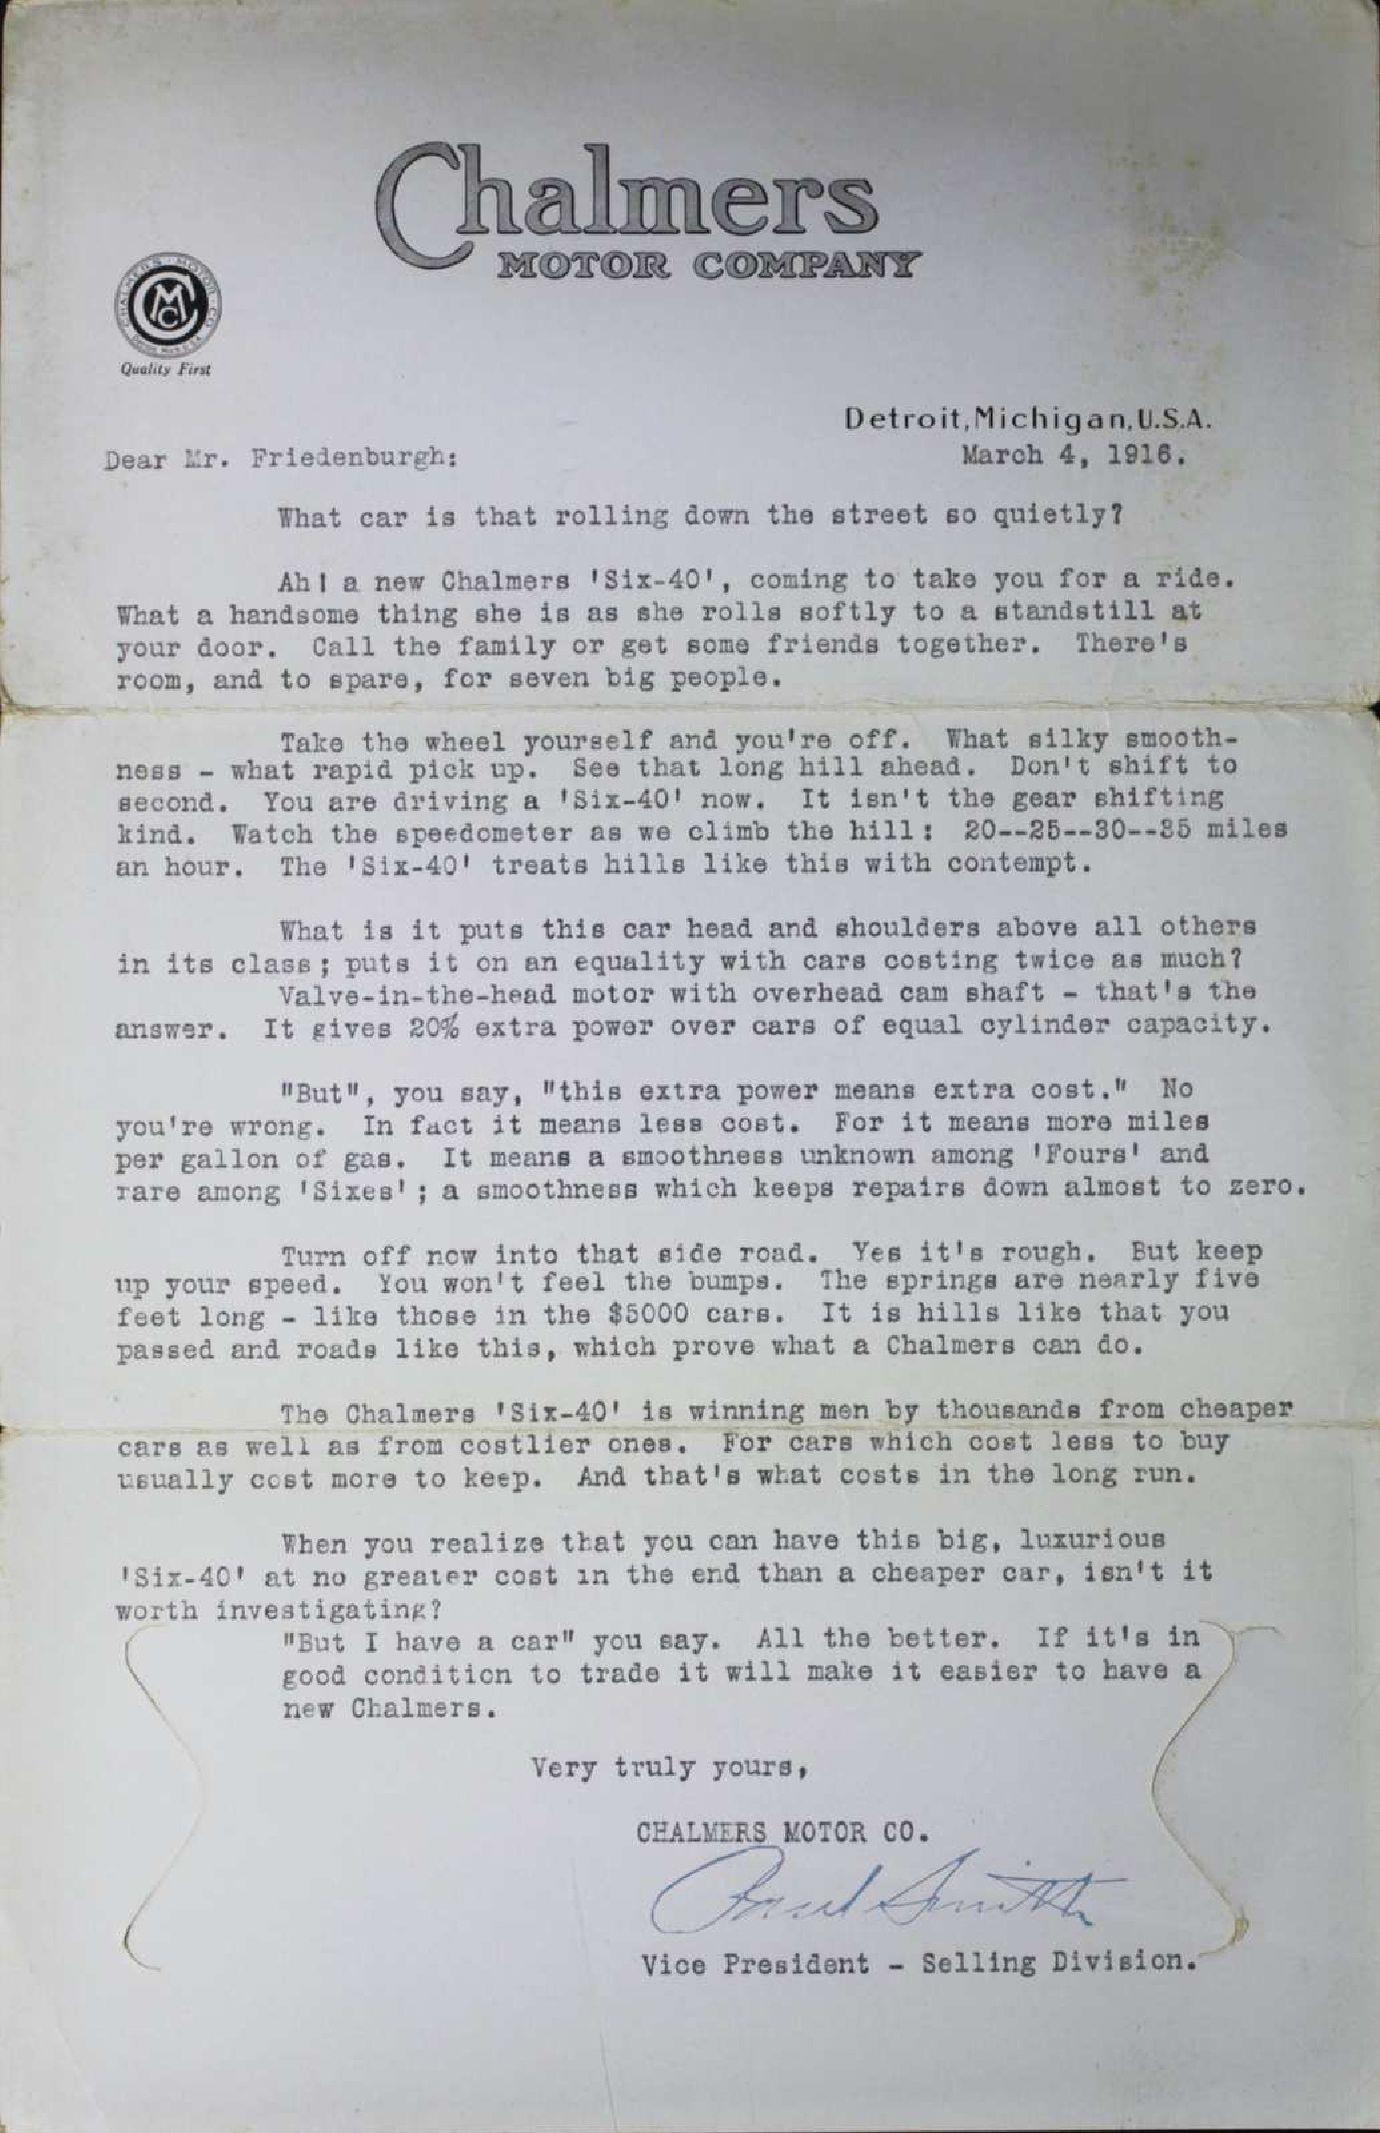 Chalmers
MOTOR COMPANY
CHALMERS MOTOR CO
CMCo
Quality First
Detroit, Michigan, U.S.A.
Dear Mr. Friedenburgh:
March 4, 1916.
What car is that rolling down the street so quietly?
Ah! a new Chalmers 'Six-40', coming to take you for a ride.
What a handsome thing she is as she rolls softly to a standstill at
your door. Call the family or get some friends together. There's
room, and to spare, for seven big people.
Take the wheel yourself and you're off. What silky smooth-
ness - what rapid pick up. See that long hill ahead. Don't shift to
second. You are driving a 'Six-40' now. It isn't the gear shifting
kind. Watch the speedometer as we climb the hill: 20--25--30--35 miles
an hour. The 'Six-40' treats hills like this with contempt.
What is it puts this car head and shoulders above all others
in its class; puts it on an equality with cars costing twice as much?
Valve-in-the-head motor with overhead cam shaft - that's the
answer. It gives 20% extra power over cars of equal cylinder capacity.
"But", you say, "this extra power means extra cost." No
you're wrong. In fact it means less cost. For it means more miles
per gallon of gas. It means a smoothness unknown among 'Fours' and
rare among 'Sixes'; a smoothness which keeps repairs down almost to zero.
Turn off now into that side road. Yes it's rough. But keep
up your speed. You won't feel the bumps. The springs are nearly five
feet long - like those in the $5000 cars. It is hills like that you
passed and roads like this, which prove what a Chalmers can do.
The Chalmers 'Six-40' is winning men by thousands from cheaper
cars as well as from costlier ones. For cars which cost less to buy
usually cost more to keep. And that's what costs in the long run.
When you realize that you can have this big, luxurious
'Six-40' at no greater cost in the end than a cheaper car, isn't it
worth investigating?
"But I have a car" you say. All the better. If it's in
good condition to trade it will make it easier to have a
new Chalmers.
Very truly yours,
CHALMERS MOTOR CO.
Paul Smith
Vice President - Selling Division.